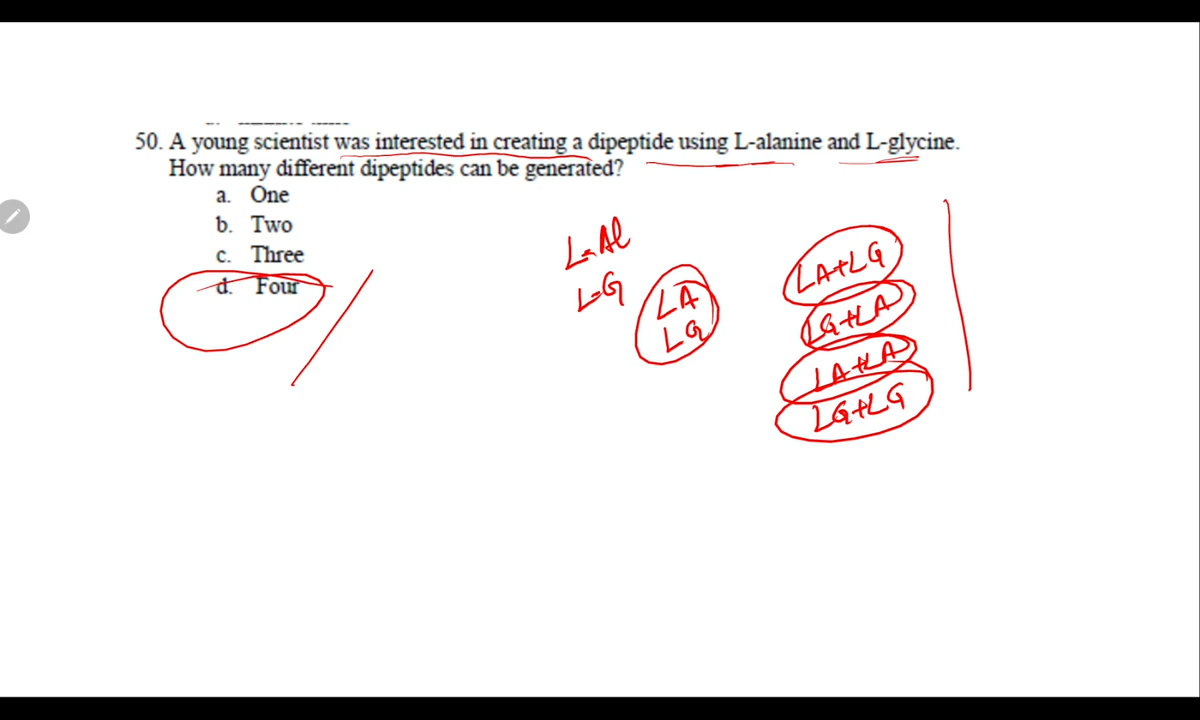 50. A young scientist was interested in creating a dipeptide using L-alanine and L-glycine.
How many different dipeptides can be generated?
a. One
b. Two
c. Three
d. Four
L-Al
L-G
LA
LG
LA+LG
LG+LA
LA+LA
LG+LG